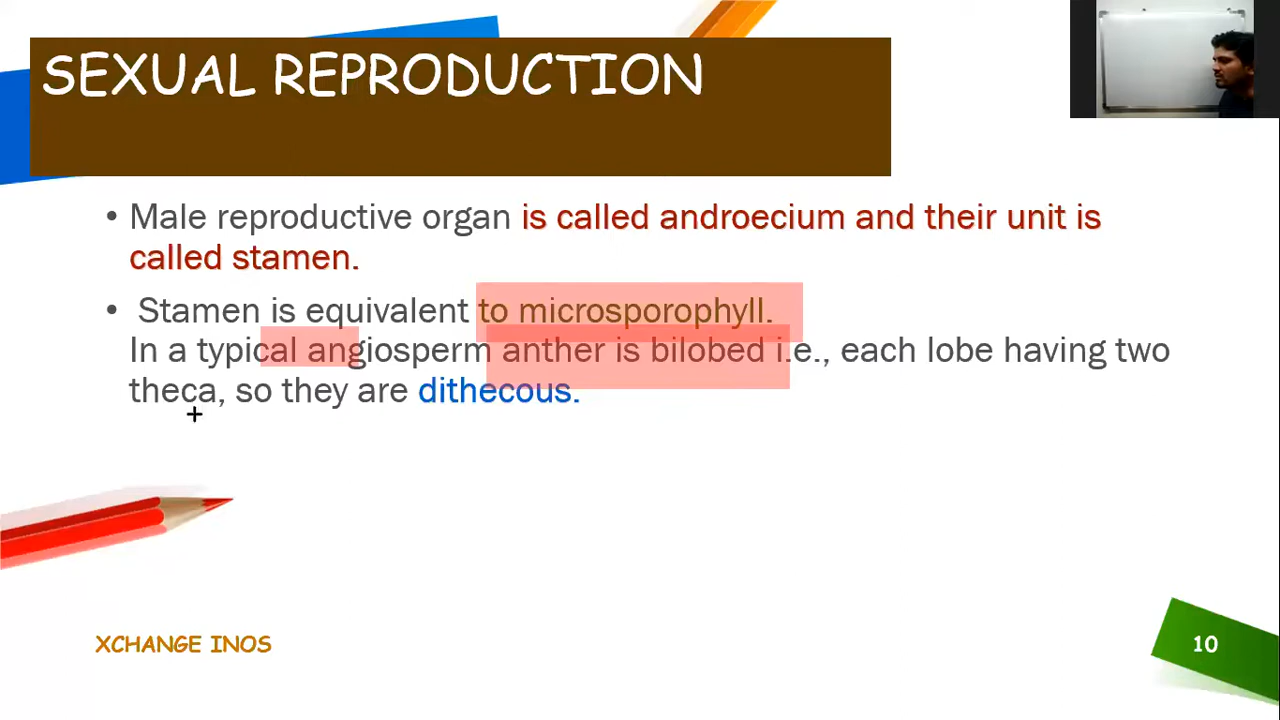 SEXUAL REPRODUCTION
• Male reproductive organ is called androecium and their unit is
called stamen.
• Stamen is equivalent to microsporophyll.
In a typical angiosperm anther is bilobed i.e., each lobe having two
theca, so they are dithecous.
XCHANGE INOS
10